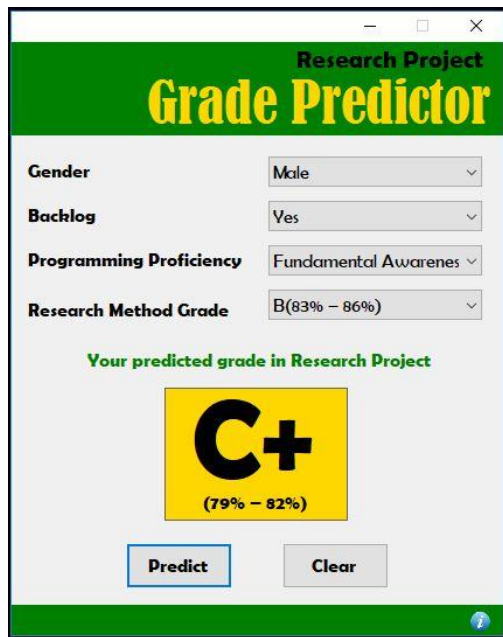 Research Project
Grade Predictor
Gender Male
Backlog Yes
Programming Proficiency Fundamental Awarenes
Research Method Grade B(83% – 86%)
Your predicted grade in Research Project
C+
(79% – 82%)
Predict Clear
i